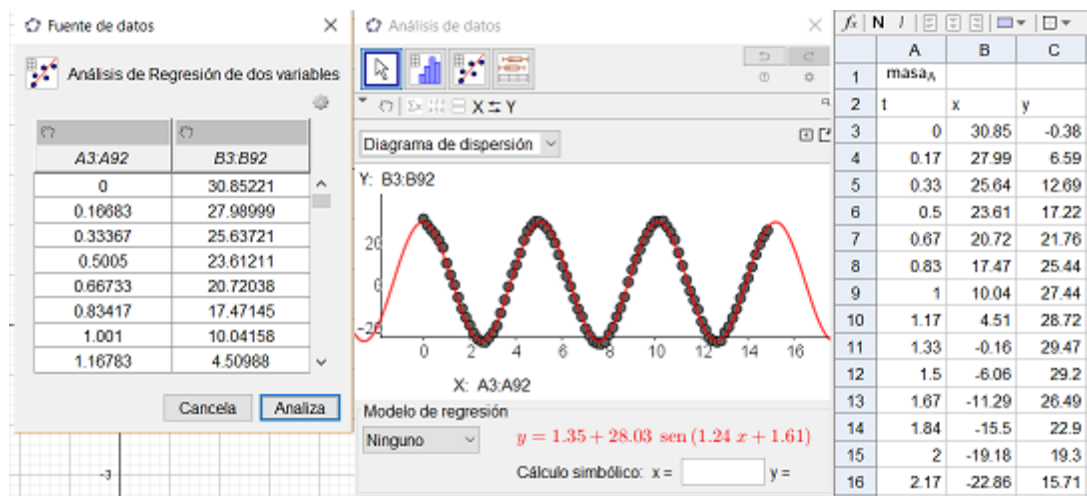 Fuente de datos
Análisis de Regresión de dos variables
A3:A92 B3:B92
0 30.85221
0.16683 27.98999
0.33367 25.63721
0.5005 23.61211
0.66733 20.72038
0.83417 17.47145
1.001 10.04158
1.16783 4.50988
Cancela Analiza
-3
Análisis de datos
X ⇆ Y
Diagrama de dispersión
Y: B3:B92
20
0
-20
0 2 4 6 8 10 12 14 16
X: A3:A92
Modelo de regresión
Ninguno y = 1.35 + 28.03 sen (1.24 x + 1.61)
Cálculo simbólico: x = y =
fx N I
A B C
1 masaA
2 t x y
3 0 30.85 -0.38
4 0.17 27.99 6.59
5 0.33 25.64 12.69
6 0.5 23.61 17.22
7 0.67 20.72 21.76
8 0.83 17.47 25.44
9 1 10.04 27.44
10 1.17 4.51 28.72
11 1.33 -0.16 29.47
12 1.5 -6.06 29.2
13 1.67 -11.29 26.49
14 1.84 -15.5 22.9
15 2 -19.18 19.3
16 2.17 -22.86 15.71